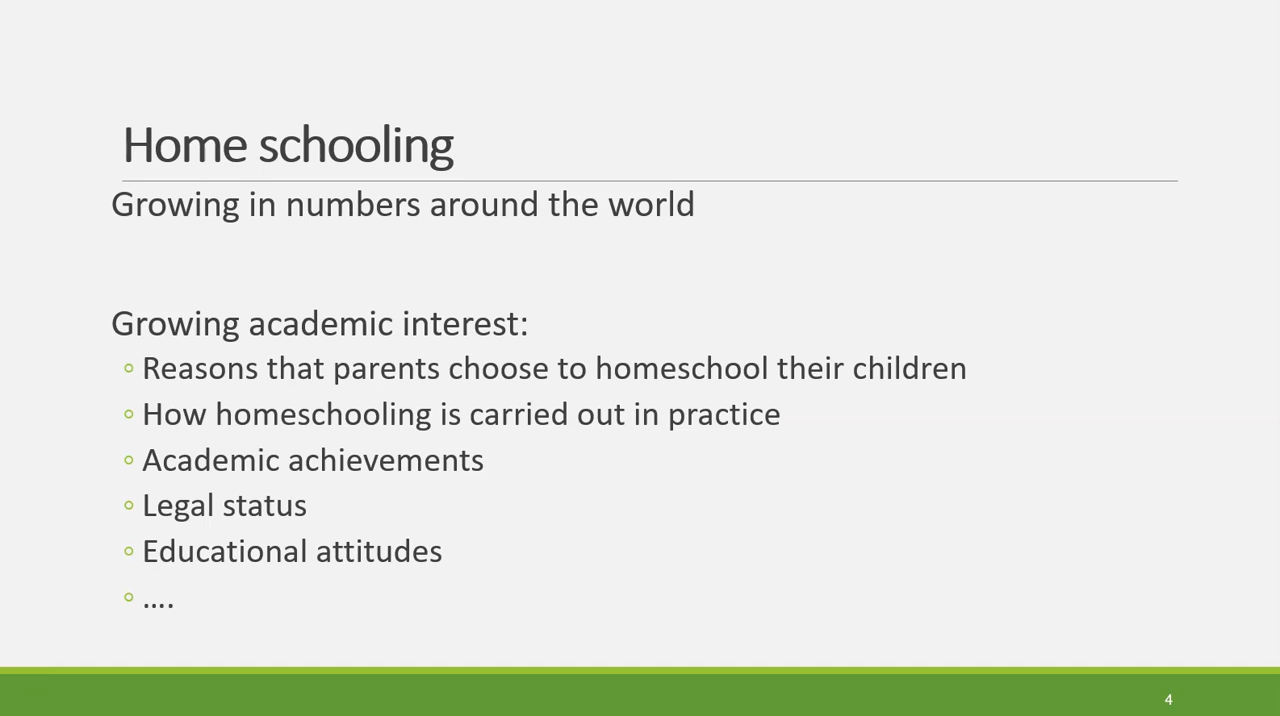 Home schooling
Growing in numbers around the world
Growing academic interest:
◦ Reasons that parents choose to homeschool their children
◦ How homeschooling is carried out in practice
◦ Academic achievements
◦ Legal status
◦ Educational attitudes
◦ ....
4